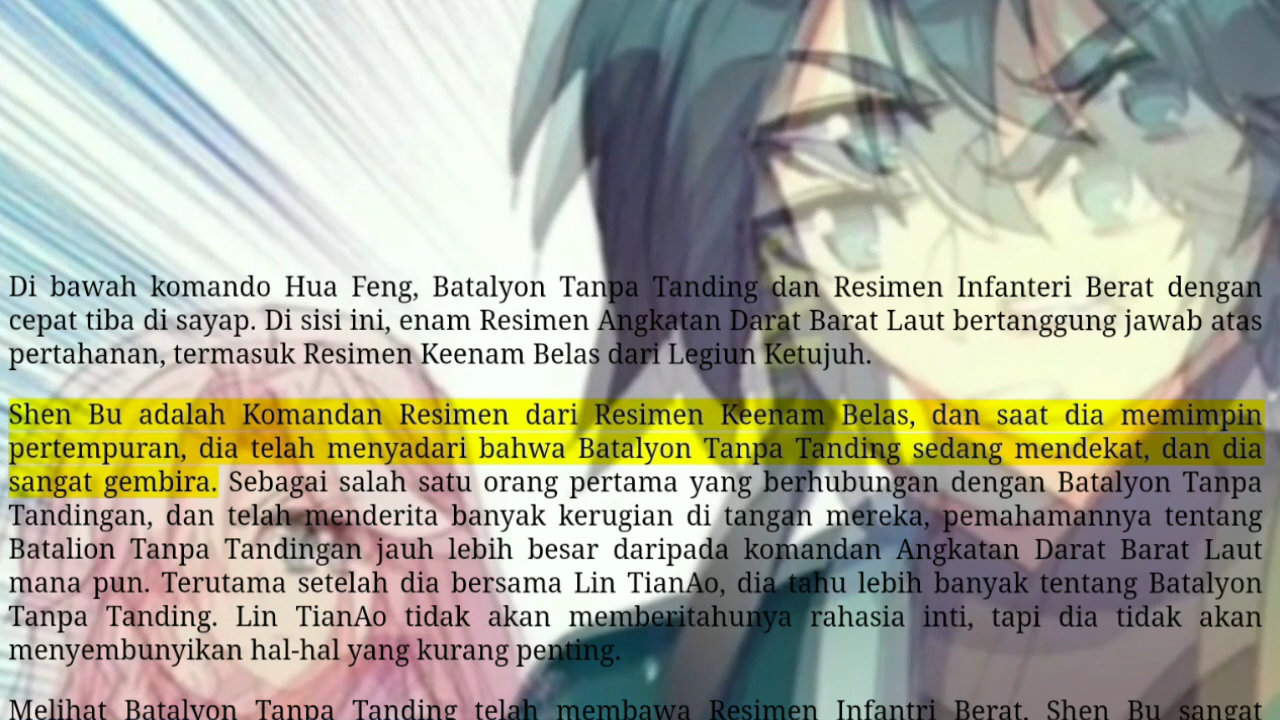 Di bawah komando Hua Feng, Batalyon Tanpa Tanding dan Resimen Infanteri Berat dengan
cepat tiba di sayap. Di sisi ini, enam Resimen Angkatan Darat Barat Laut bertanggung jawab atas
pertahanan, termasuk Resimen Keenam Belas dari Legiun Ketujuh.
Shen Bu adalah Komandan Resimen dari Resimen Keenam Belas, dan saat dia memimpin
pertempuran, dia telah menyadari bahwa Batalyon Tanpa Tanding sedang mendekat, dan dia
sangat gembira. Sebagai salah satu orang pertama yang berhubungan dengan Batalyon Tanpa
Tandingan, dan telah menderita banyak kerugian di tangan mereka, pemahamannya tentang
Batalion Tanpa Tandingan jauh lebih besar daripada komandan Angkatan Darat Barat Laut
mana pun. Terutama setelah dia bersama Lin TianAo, dia tahu lebih banyak tentang Batalyon
Tanpa Tanding. Lin TianAo tidak akan memberitahunya rahasia inti, tapi dia tidak akan
menyembunyikan hal-hal yang kurang penting.
Melihat Batalyon Tanpa Tanding telah membawa Resimen Infantri Berat, Shen Bu sangat